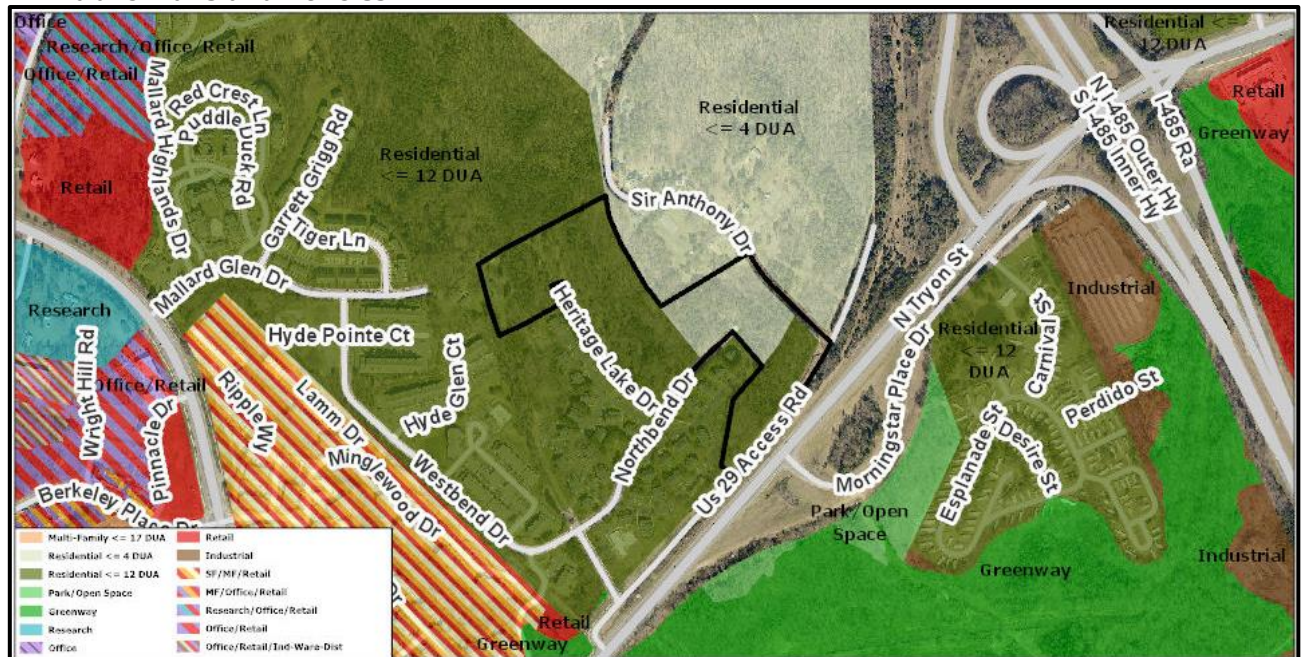 Office
Research/Office/Retail
Office/Retail
Mallard Highlands Dr
Red Crest Ln
Puddle Duck Rd
Garrett Grigg Rd
Tiger Ln
Retail
Mallard Glen Dr
Research
Hyde Pointe Ct
Hyde Glen Ct
Wright Hill Rd
Office/Retail
Pinnacle Dr
Berkeley Place Dr
Ripple Wy
Lamm Dr
Minglewood Dr
Westbend Dr
Dr
Residential
<= 12 DUA
Residential
<= 4 DUA
Sir Anthony Dr
Heritage Lake Dr
Northbend Dr
Us 29 Access Rd
N Tryon St
Morningstar Place Dr
Residential <=
12 DUA
N I-485 Outer Hy
S I-485 Inner Hy
I-485 Ra
Retail
Greenway
Industrial
Residential
<= 12
DUA
Carnival St
Perdido St
Desire St
Esplanade St
Park/Open
Space
Greenway
Industrial
Retail
Greenway
Multi-Family <= 17 DUA
Residential <= 4 DUA
Residential <= 12 DUA
Park/Open Space
Greenway
Research
Office
Retail
Industrial
SF/MF/Retail
MF/Office/Retail
Research/Office/Retail
Office/Retail
Office/Retail/Ind-Ware-Dist